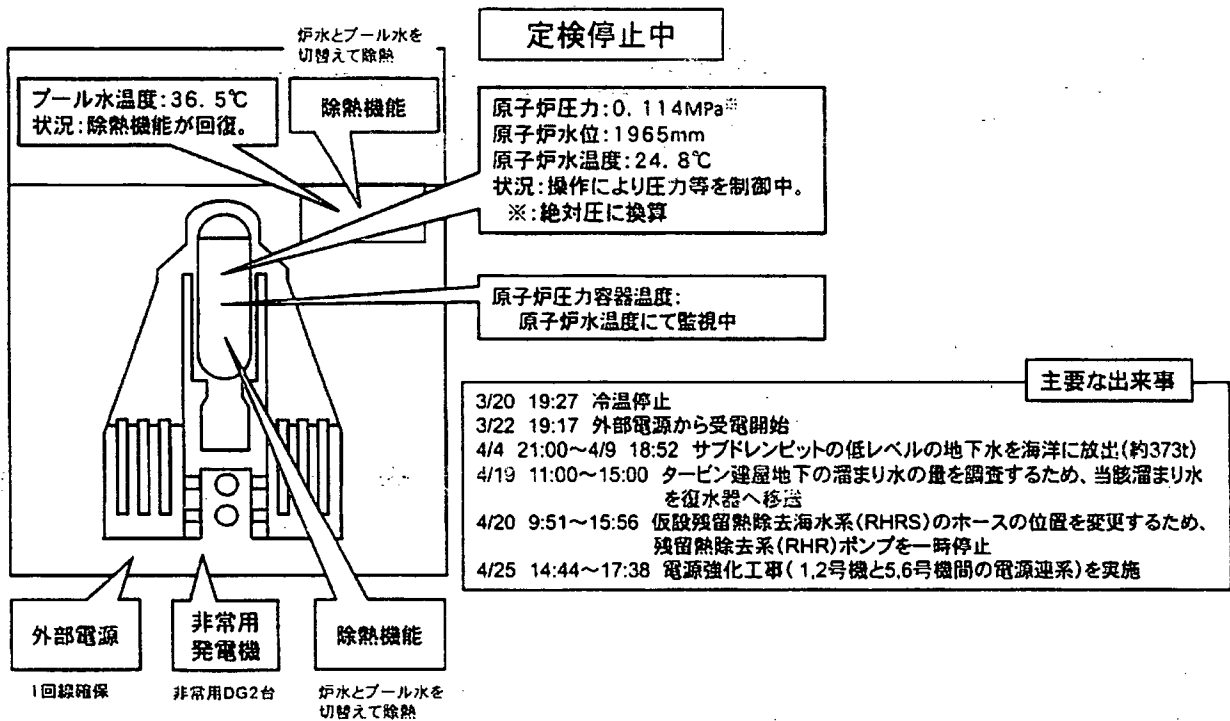 定検停止中
炉水とプール水を
切替えて除熱
プール水温度:36.5℃
状況:除熱機能が回復。
除熱機能
原子炉圧力:0.114MPa※
原子炉水位:1965mm
原子炉水温度:24.8℃
状況:操作により圧力等を制御中。
※:絶対圧に換算
原子炉圧力容器温度:
原子炉水温度にて監視中
主要な出来事
3/20 19:27 冷温停止
3/22 19:17 外部電源から受電開始
4/4 21:00～4/9 18:52 サブドレンピットの低レベルの地下水を海洋に放出(約373t)
4/19 11:00～15:00 タービン建屋地下の溜まり水の量を調査するため、当該溜まり水
を復水器へ移送
4/20 9:51～15:56 仮設残留熱除去海水系(RHRS)のホースの位置を変更するため、
残留熱除去系(RHR)ポンプを一時停止
4/25 14:44～17:38 電源強化工事(1,2号機と5,6号機間の電源連系)を実施
外部電源
1回線確保
非常用
発電機
非常用DG2台
除熱機能
炉水とプール水を
切替えて除熱